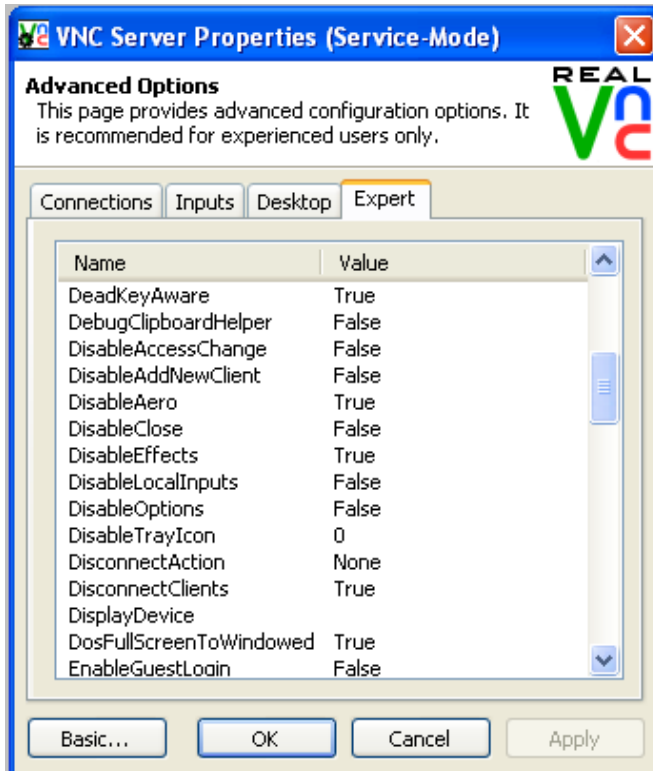 VNC Server Properties (Service-Mode)
Advanced Options
This page provides advanced configuration options. It
is recommended for experienced users only.
REAL
VNC
Connections Inputs Desktop Expert
Name Value
DeadKeyAware True
DebugClipboardHelper False
DisableAccessChange False
DisableAddNewClient False
DisableAero True
DisableClose False
DisableEffects True
DisableLocalInputs False
DisableOptions False
DisableTrayIcon 0
DisconnectAction None
DisconnectClients True
DisplayDevice
DosFullScreenToWindowed True
EnableGuestLogin False
Basic... OK Cancel Apply